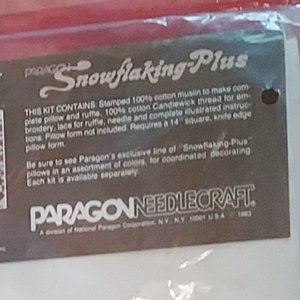 PARAGON
Snowflaking-Plus
THIS KIT CONTAINS: Stamped 100% cotton muslin to make com-
plete pillow and ruffle, 100% cotton Candlewick thread for em-
broidery, lace for ruffle, needle and complete illustrated instruc-
tions. Pillow form not included. Requires a 14" square, knife edge
pillow form.
Be sure to see Paragon's exclusive line of "Snowflaking-Plus"
pillows in an assortment of colors, for coordinated decorating.
Each kit is available separately.
PARAGON NEEDLECRAFT
A division of National Paragon Corporation, N.Y., N.Y. 10001 U.S.A. © 1983